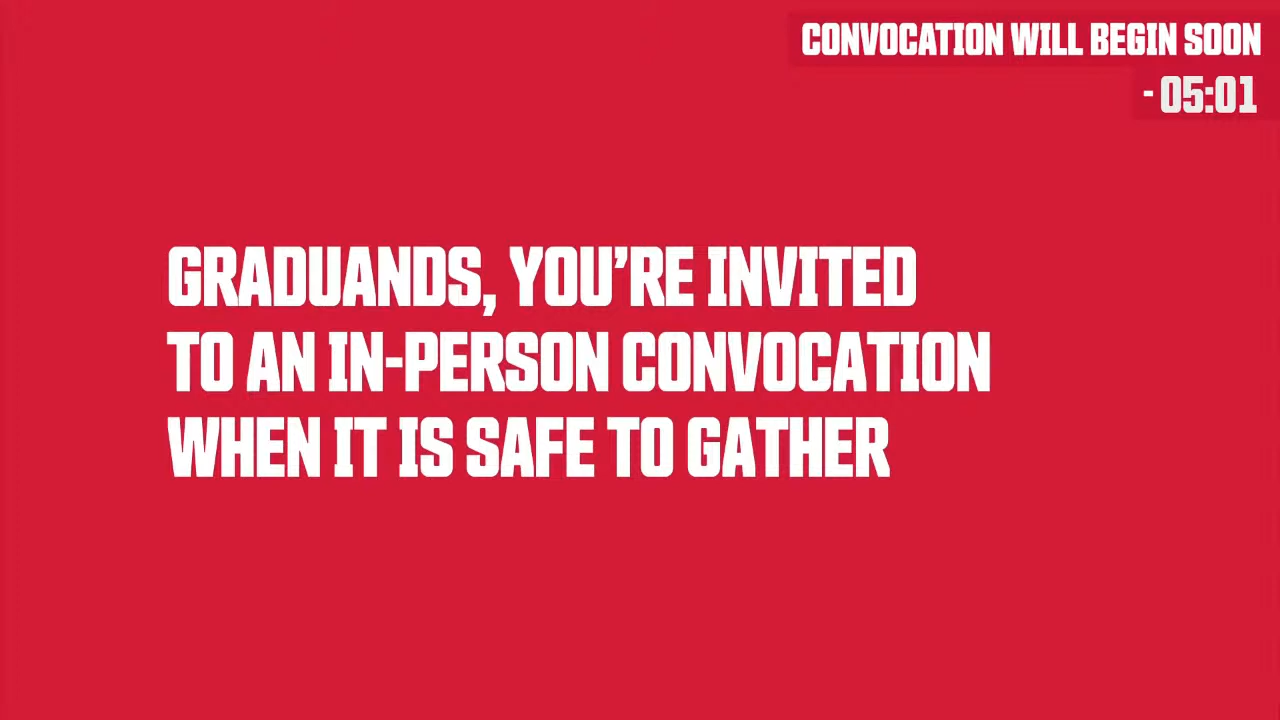 CONVOCATION WILL BEGIN SOON
- 05:01
GRADUANDS, YOU’RE INVITED
TO AN IN-PERSON CONVOCATION
WHEN IT IS SAFE TO GATHER